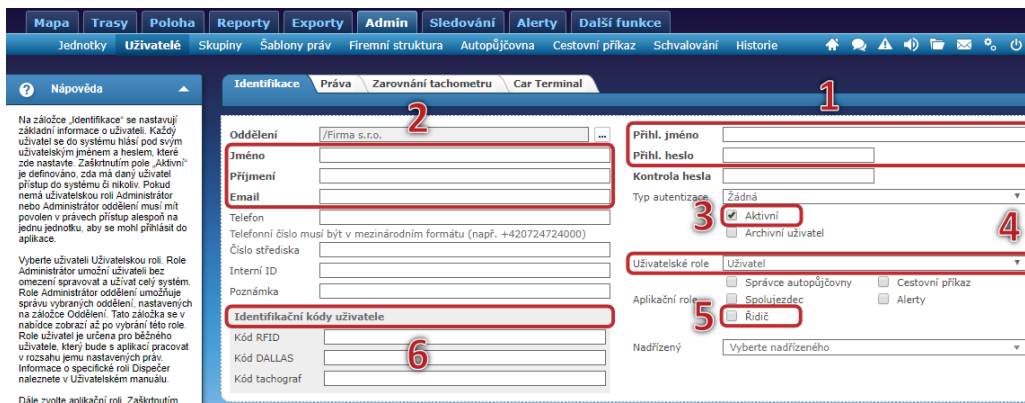 Mapa Trasy Poloha Reporty Exporty Admin Sledování Alerty Další funkce
Jednotky Uživatelé Skupiny Šablony práv Firemní struktura Autopůjčovna Cestovní příkaz Schvalování Historie
? Nápověda
Na záložce „Identifikace“ se nastavují
základní informace o uživateli. Každý
uživatel se do systému hlásí pod svým
uživatelským jménem a heslem, které
zde nastavte. Zaškrtnutím pole „Aktivní“
je definováno, zda má daný uživatel
přístup do systému či nikoliv. Pokud
nemá uživatelskou roli Administrátor
nebo Administrátor oddělení musí mít
povolen v právech přístup alespoň na
jednu jednotku, aby se mohl přihlásit do
aplikace.
Vyberte uživateli Uživatelskou roli. Role
Administrátor umožní uživateli bez
omezení spravovat a užívat celý systém.
Role Administrátor oddělení umožňuje
správu vybraných oddělení, nastavených
na záložce Oddělení. Tato záložka se v
nabídce zobrazí až po vybrání této role.
Role uživatel je určena pro běžného
uživatele, který bude s aplikací pracovat
v rozsahu jemu nastavených práv.
Informace o specifické roli Dispečer
naleznete v Uživatelském manuálu.
Dále zvolte aplikační roli. Zaškrtnutím
Identifikace Práva Zarovnání tachometru Car Terminal
2
Oddělení /Firma s.r.o. ...
Jméno
Příjmení
Email
Telefon
Telefonní číslo musí být v mezinárodním formátu (např. +420724724000)
Číslo střediska
Interní ID
Poznámka
Identifikační kódy uživatele
Kód RFID
6
Kód DALLAS
Kód tachograf
1
Přihl. jméno
Přihl. heslo
Kontrola hesla
Typ autentizace Žádná
3 Aktivní 4
Archivní uživatel
Uživatelské role Uživatel
Správce autopůjčovny Cestovní příkaz
Aplikační role Spolujezdec Alerty
5 Řidič
Nadřízený Vyberte nadřízeného